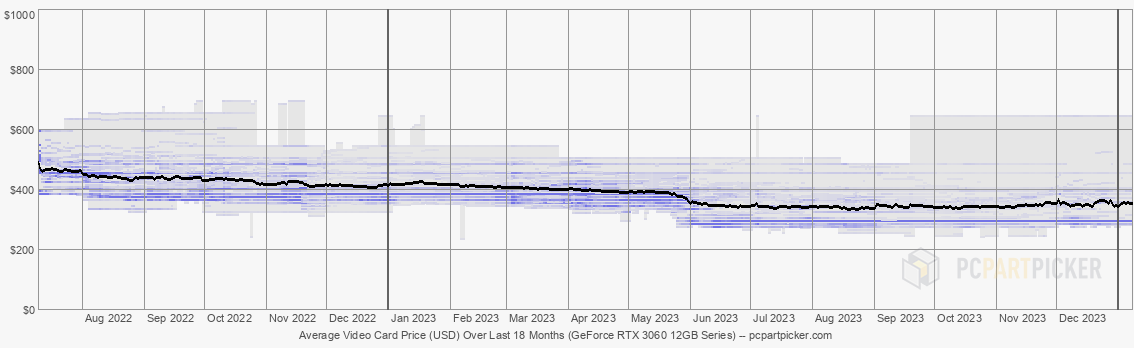 $1000
$800
$600
$400
$200
$0
Aug 2022 Sep 2022 Oct 2022 Nov 2022 Dec 2022 Jan 2023 Feb 2023 Mar 2023 Apr 2023 May 2023 Jun 2023 Jul 2023 Aug 2023 Sep 2023 Oct 2023 Nov 2023 Dec 2023
Average Video Card Price (USD) Over Last 18 Months (GeForce RTX 3060 12GB Series) -- pcpartpicker.com
PCPARTPICKER